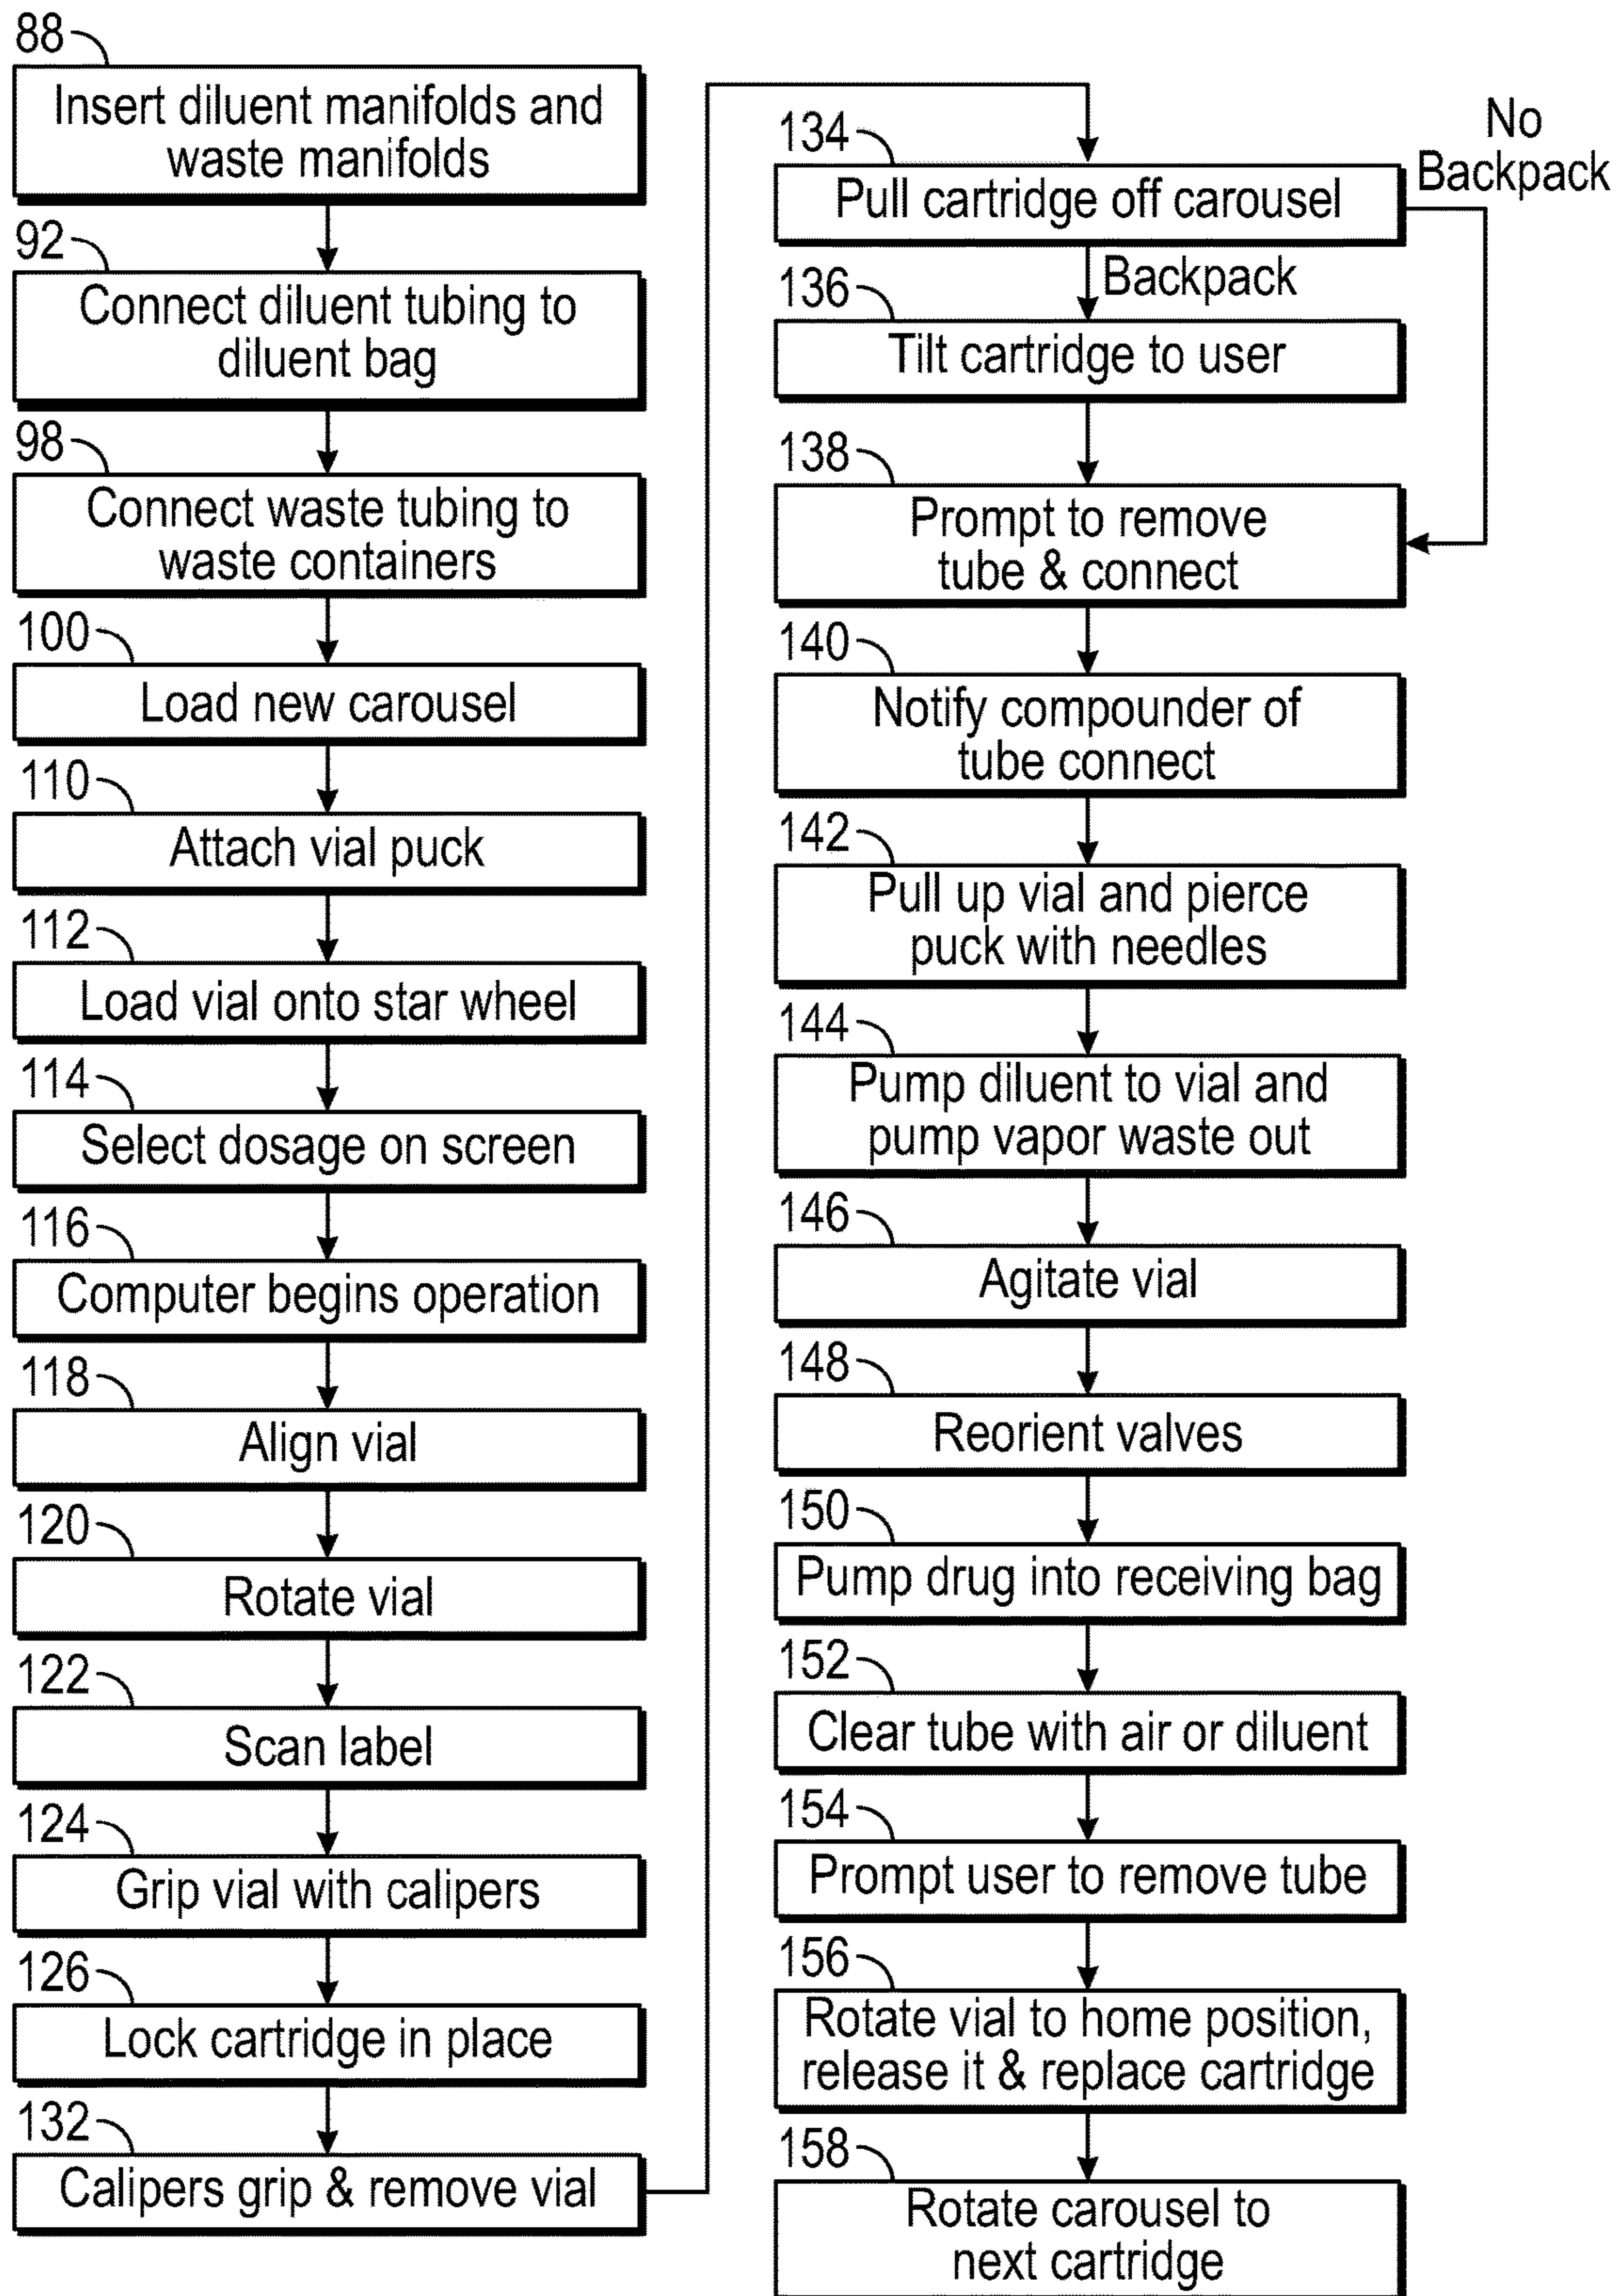 88
Insert diluent manifolds and
waste manifolds
92
Connect diluent tubing to
diluent bag
98
Connect waste tubing to
waste containers
100
Load new carousel
110
Attach vial puck
112
Load vial onto star wheel
114
Select dosage on screen
116
Computer begins operation
118
Align vial
120
Rotate vial
122
Scan label
124
Grip vial with calipers
126
Lock cartridge in place
132
Calipers grip & remove vial
134
Pull cartridge off carousel
No
Backpack
Backpack
136
Tilt cartridge to user
138
Prompt to remove
tube & connect
140
Notify compounder of
tube connect
142
Pull up vial and pierce
puck with needles
144
Pump diluent to vial and
pump vapor waste out
146
Agitate vial
148
Reorient valves
150
Pump drug into receiving bag
152
Clear tube with air or diluent
154
Prompt user to remove tube
156
Rotate vial to home position,
release it & replace cartridge
158
Rotate carousel to
next cartridge